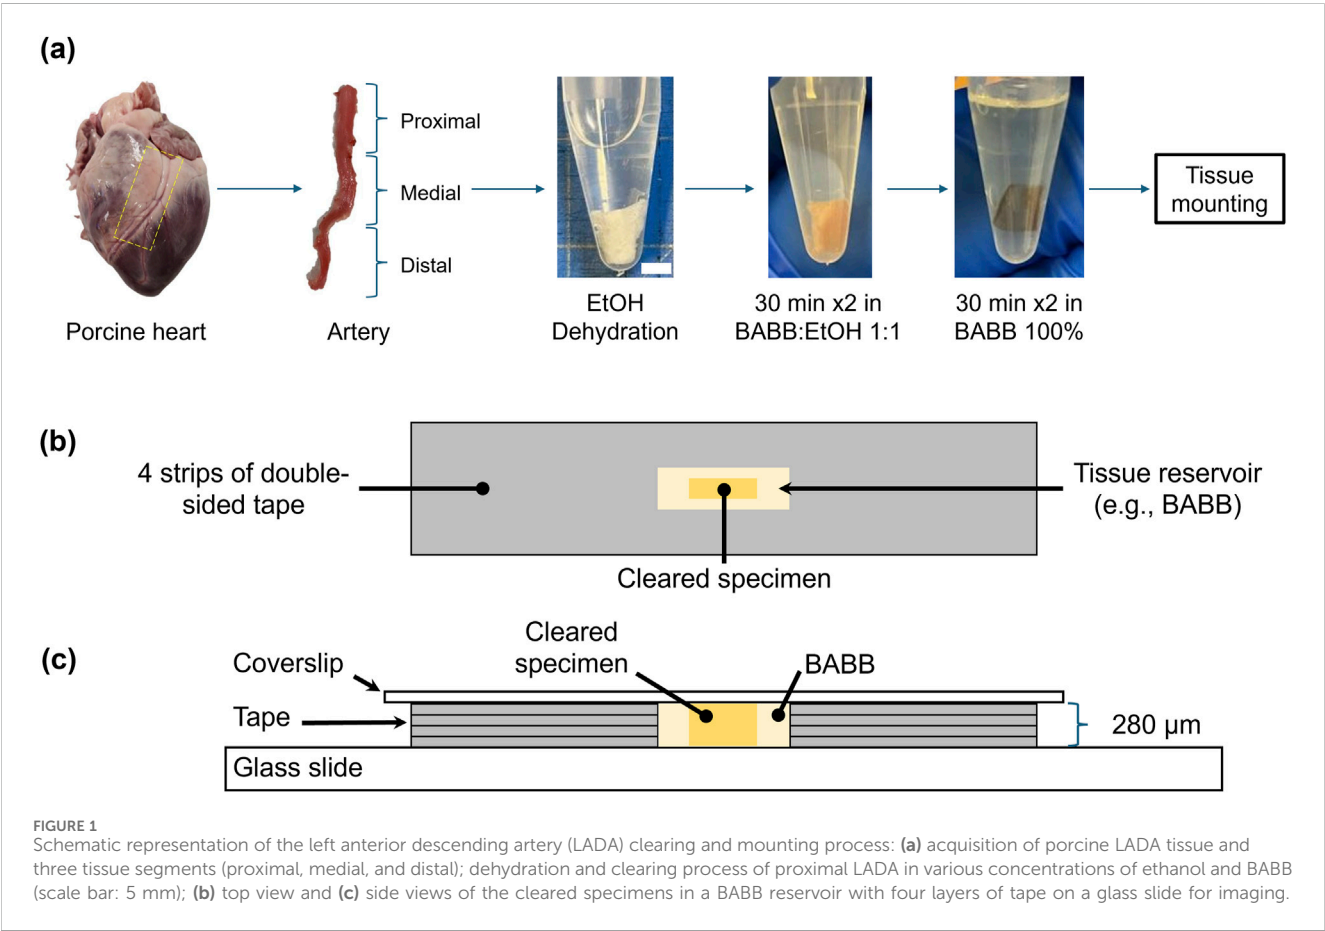 (a)
Proximal
Medial
Distal
Tissue
mounting
Porcine heart
Artery
EtOH
Dehydration
30 min x2 in
BABB:EtOH 1:1
30 min x2 in
BABB 100%
(b)
4 strips of double-
sided tape
Tissue reservoir
(e.g., BABB)
Cleared specimen
(c)
Coverslip
Cleared
specimen
BABB
Tape
280 µm
Glass slide
FIGURE 1
Schematic representation of the left anterior descending artery (LADA) clearing and mounting process: (a) acquisition of porcine LADA tissue and
three tissue segments (proximal, medial, and distal); dehydration and clearing process of proximal LADA in various concentrations of ethanol and BABB
(scale bar: 5 mm); (b) top view and (c) side views of the cleared specimens in a BABB reservoir with four layers of tape on a glass slide for imaging.